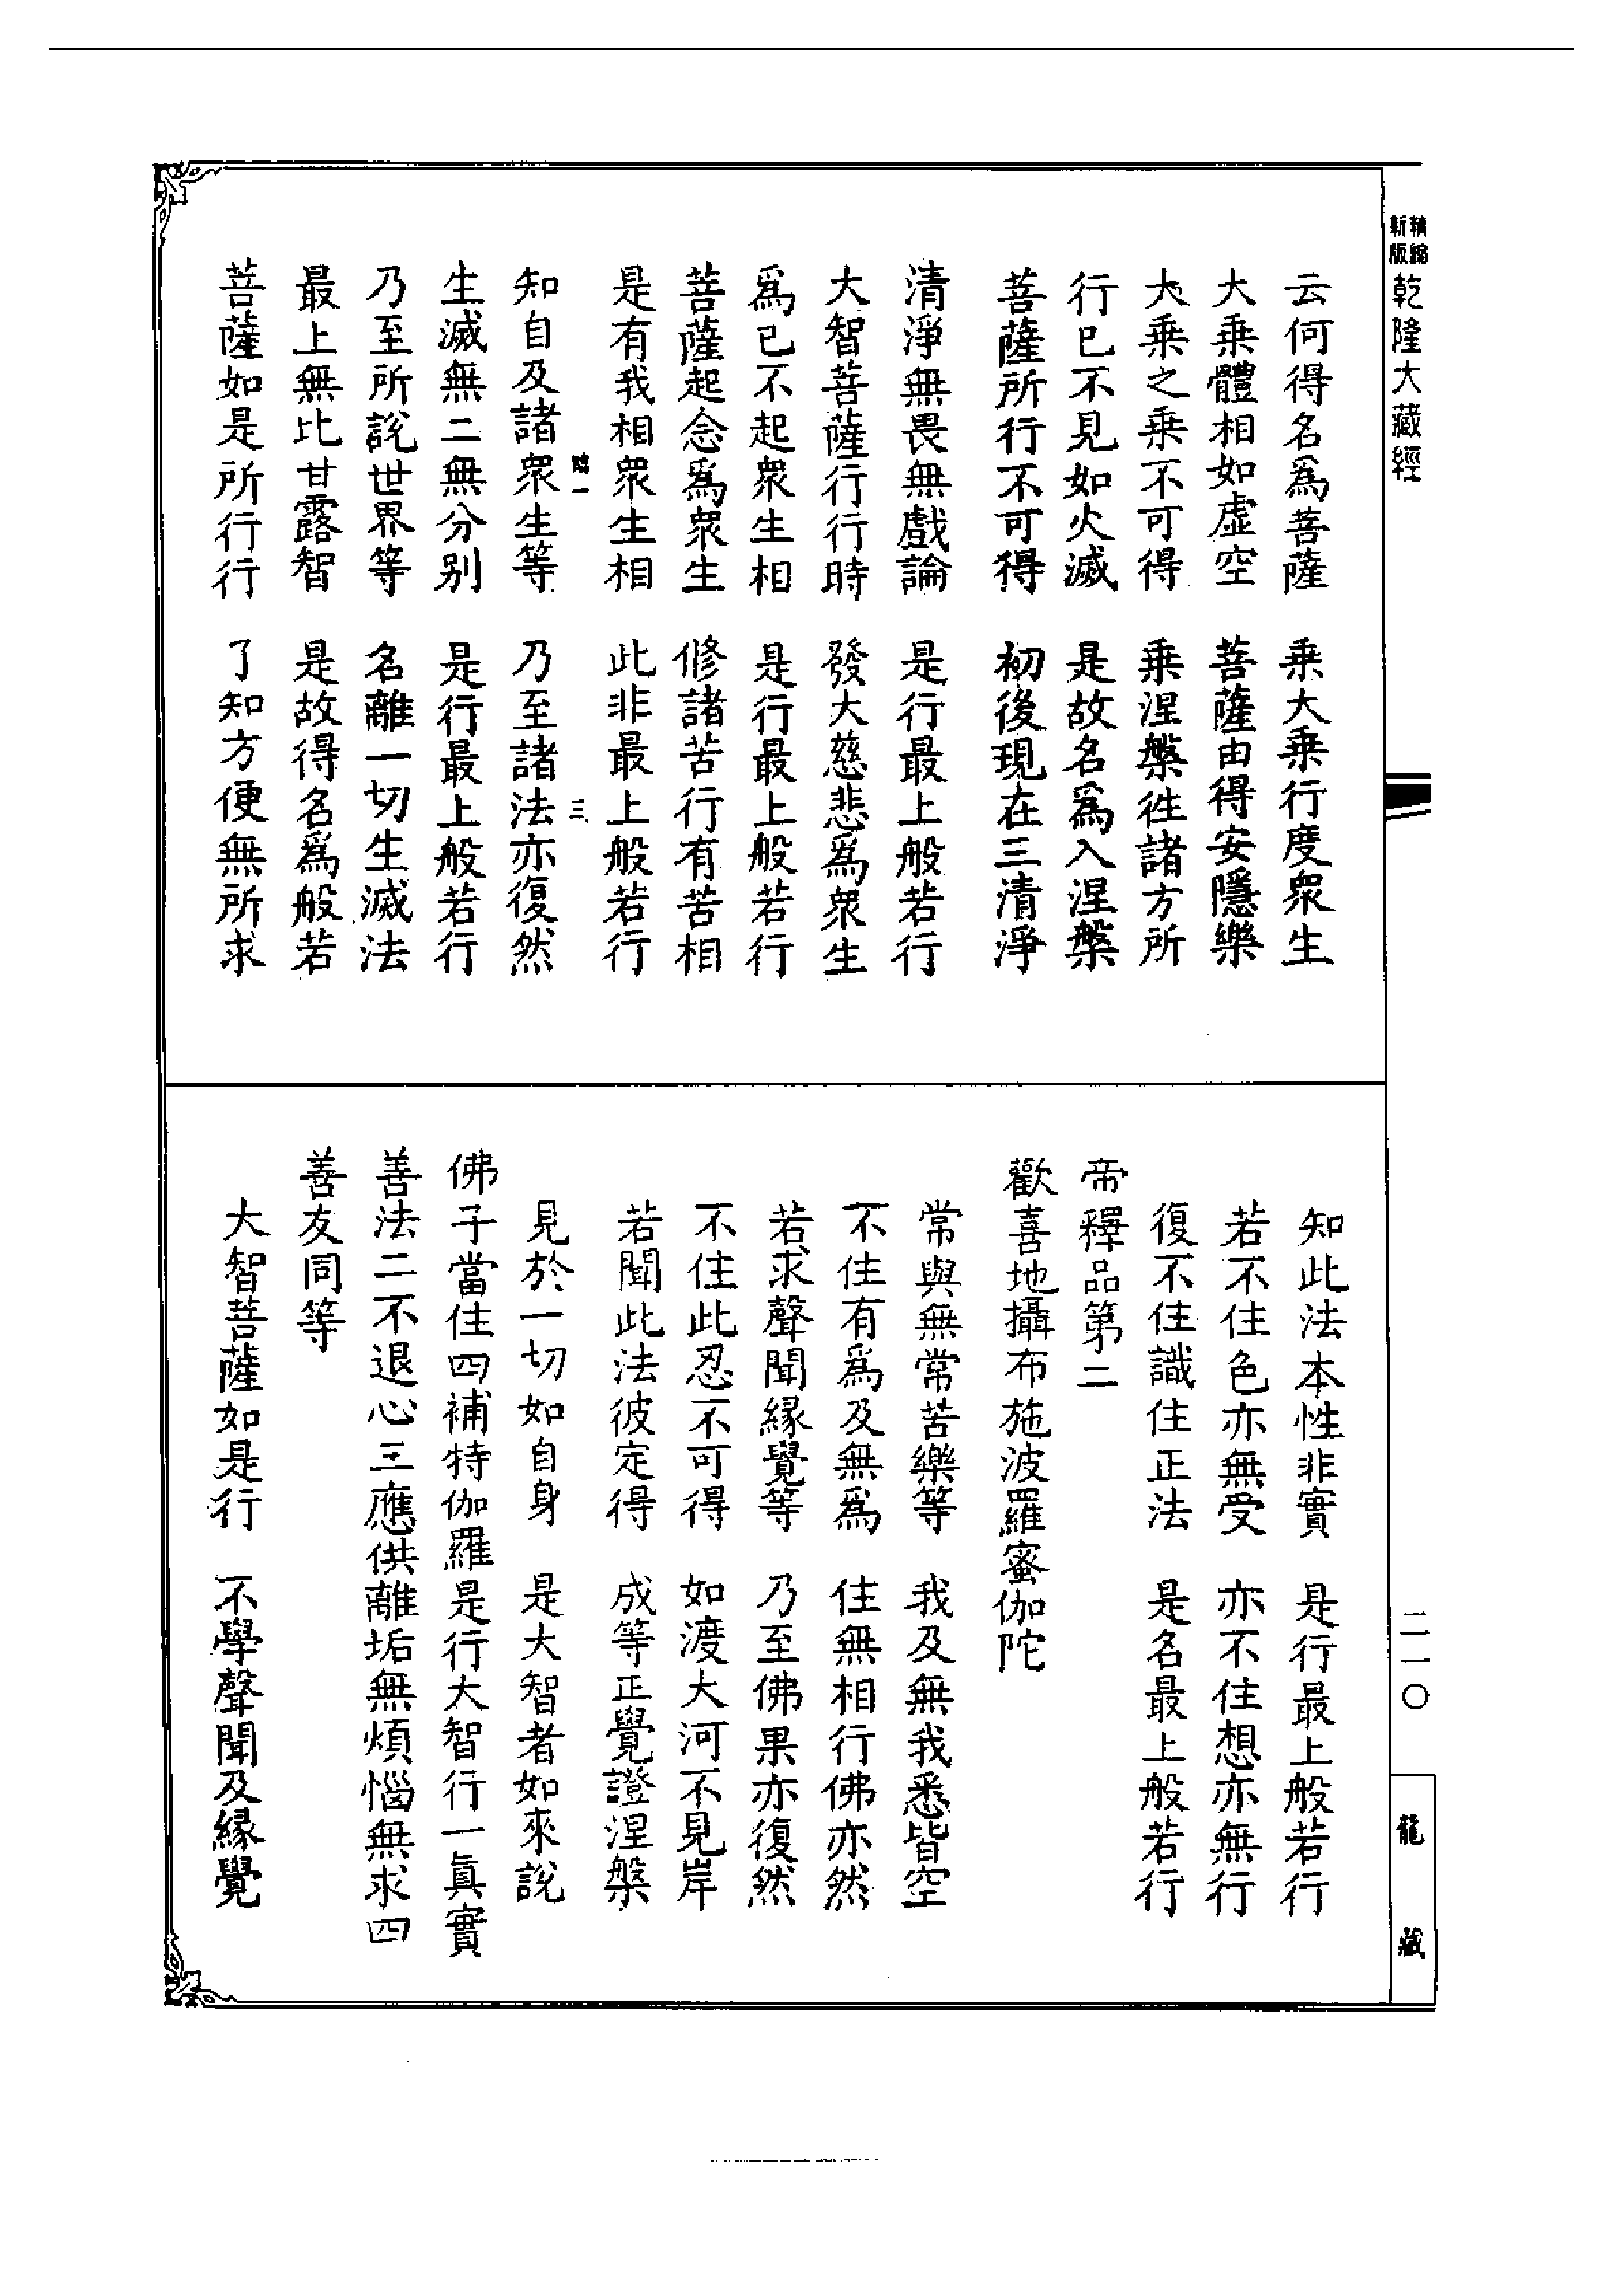 新版精縮
乾隆大藏經
云何得名爲菩薩　乘大乘行度衆生
大乘體相如虚空　菩薩由得安隱樂
大乘之乘不可得　乘涅槃徃諸方所
行已不見如火滅　是故名爲入涅槃
菩薩所行不可得　初後現在三清淨
清淨無畏無戲論　是行最上般若行
大智菩薩行行時　發大慈悲爲衆生
爲已不起衆生相　是行最上般若行
菩薩起念爲衆生　修諸苦行有苦相
是有我相衆生相　此非最上般若行
三
知自及諸衆生等　乃至諸法亦復然
生滅無二無分别　是行最上般若行
乃至所說世界等　名離一切生滅法
最上無比甘露智　是故得名爲般若
菩薩如是所行行　了知方便無所求
知此法本性非實　是行最上般若行
若不住色亦無受　亦不住想亦無行
復不住識住正法　是名最上般若行
帝釋品第二
歡喜地攝布施波羅蜜伽陀
常與無常苦樂等　我及無我悉皆空
不住有爲及無爲　住無相行佛亦然
若求聲聞緣覺等　乃至佛果亦復然
不住此忍不可得　如渡大河不見岸
若聞此法彼定得　成等正覺證涅槃
見於一切如自身　是大智者如來說
佛子當住四補特伽羅是行大智行一眞實
善法二不退心三應供離垢無煩惱無求四
善友同等
大智菩薩如是行　不學聲聞及緣覺
二一〇
龍藏